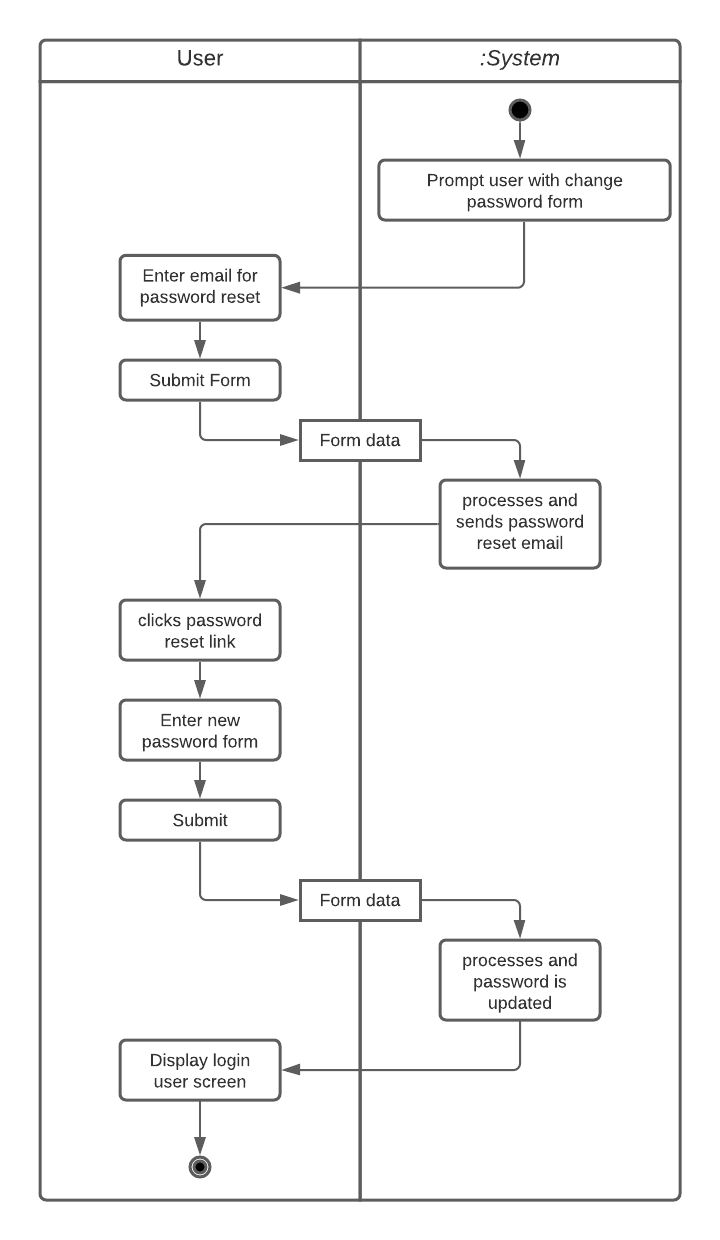 User
:System
Prompt user with change
password form
Enter email for
password reset
Submit Form
Form data
processes and
sends password
reset email
clicks password
reset link
Enter new
password form
Submit
Form data
processes and
password is
updated
Display login
user screen